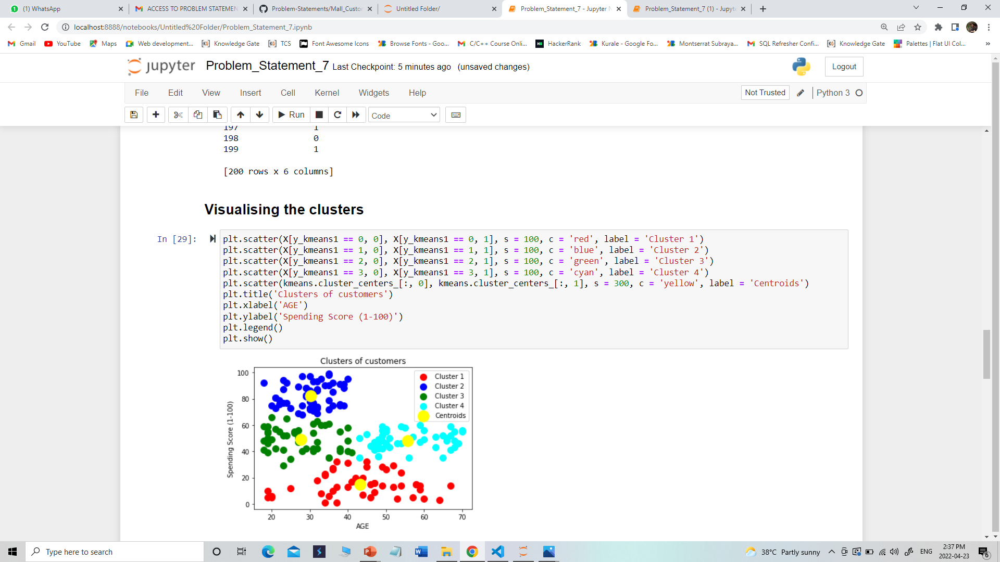 (1) WhatsApp
ACCESS TO PROBLEM STATEMEN
Problem-Statements/Mall_Custo
Untitled Folder/
Problem_Statement_7 - Jupyter N
Problem_Statement_7 (1) - Jupyte
localhost:8888/notebooks/Untitled%20Folder/Problem_Statement_7.ipynb
Gmail
YouTube
Maps
Web development...
KG Knowledge Gate
KG TCS
Font Awesome Icons
Browse Fonts - Goo...
C/C++ Course Onli...
HackerRank
Kurale - Google Fo...
Montserrat Subraya...
SQL Refresher Confi...
KG Knowledge Gate
Palettes | Flat UI Col...
»
jupyter Problem_Statement_7 Last Checkpoint: 5 minutes ago (unsaved changes)
Logout
File Edit View Insert Cell Kernel Widgets Help
Not Trusted
Python 3
Run
Code
197 1
198 0
199 1
[200 rows x 6 columns]
Visualising the clusters
In [29]:
plt.scatter(X[y_kmeans1 == 0, 0], X[y_kmeans1 == 0, 1], s = 100, c = 'red', label = 'Cluster 1')
plt.scatter(X[y_kmeans1 == 1, 0], X[y_kmeans1 == 1, 1], s = 100, c = 'blue', label = 'Cluster 2')
plt.scatter(X[y_kmeans1 == 2, 0], X[y_kmeans1 == 2, 1], s = 100, c = 'green', label = 'Cluster 3')
plt.scatter(X[y_kmeans1 == 3, 0], X[y_kmeans1 == 3, 1], s = 100, c = 'cyan', label = 'Cluster 4')
plt.scatter(kmeans.cluster_centers_[:, 0], kmeans.cluster_centers_[:, 1], s = 300, c = 'yellow', label = 'Centroids')
plt.title('Clusters of customers')
plt.xlabel('AGE')
plt.ylabel('Spending Score (1-100)')
plt.legend()
plt.show()
Clusters of customers
Spending Score (1-100)
100
80
60
40
20
0
Cluster 1
Cluster 2
Cluster 3
Cluster 4
Centroids
20 30 40 50 60 70
AGE
Type here to search
38°C Partly sunny
ENG
2:37 PM
2022-04-23
6